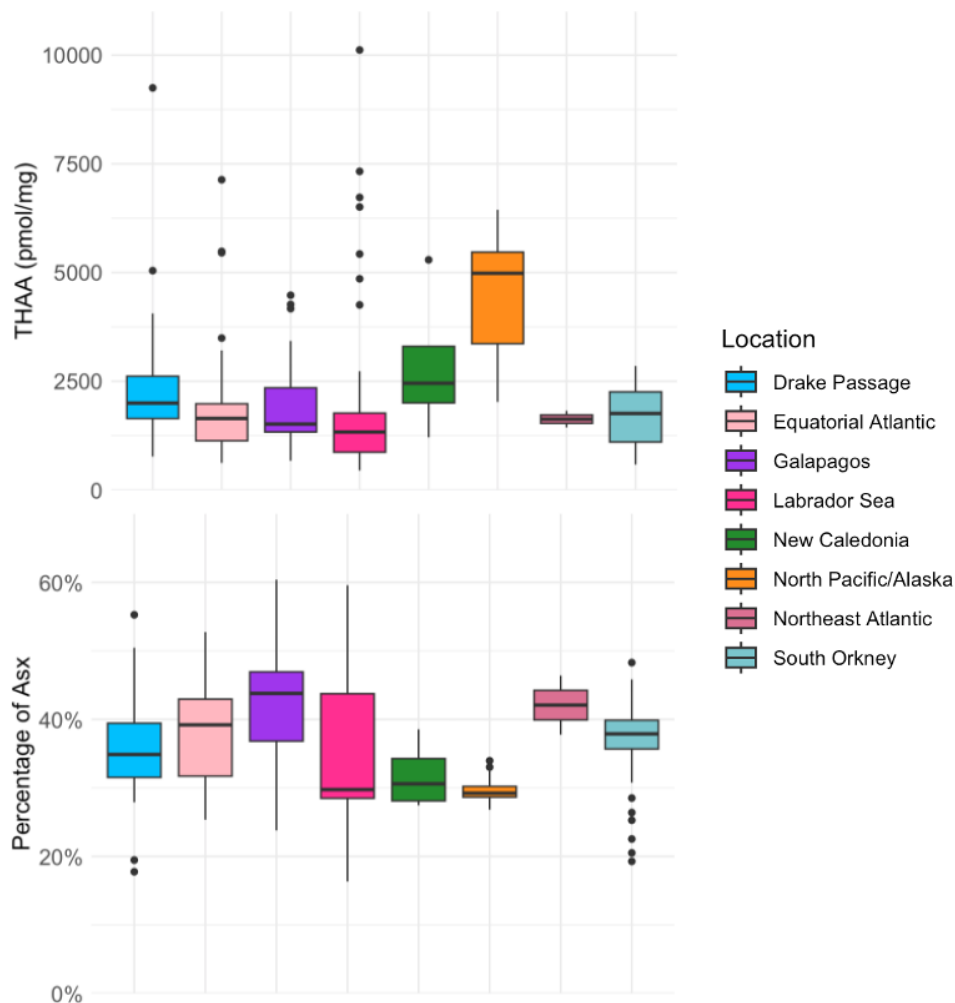 THAA (pmol/mg)
10000
7500
5000
2500
0
Percentage of Asx
60%
40%
20%
0%
Location
Drake Passage
Equatorial Atlantic
Galapagos
Labrador Sea
New Caledonia
North Pacific/Alaska
Northeast Atlantic
South Orkney